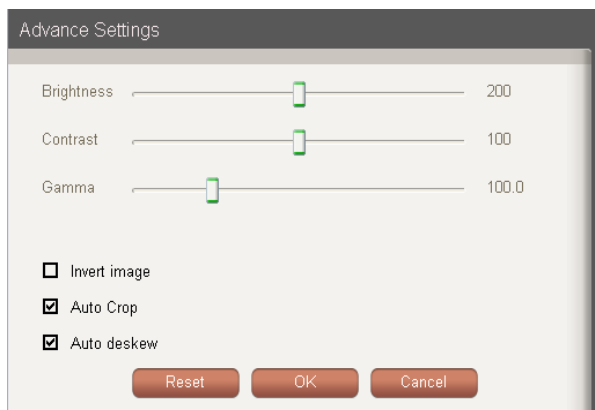 Advance Settings
Brightness 200
Contrast 100
Gamma 100.0
Invert image
Auto Crop
Auto deskew
Reset OK Cancel